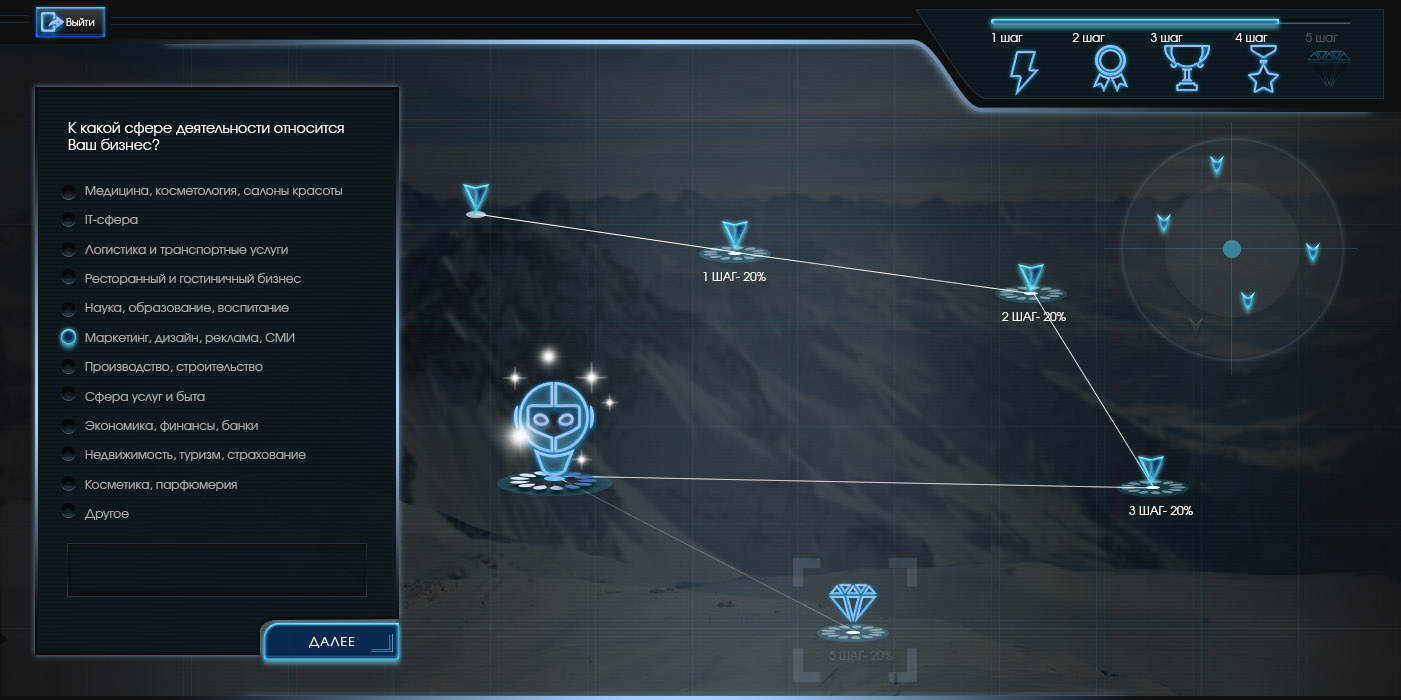 Выйти
1 шаг
2 шаг
3 шаг
4 шаг
5 шаг
К какой сфере деятельности относится
Ваш бизнес?
Медицина, косметология, салоны красоты
IT-сфера
Логистика и транспортные услуги
Ресторанный и гостиничный бизнес
Наука, образование, воспитание
Маркетинг, дизайн, реклама, СМИ
Производство, строительство
Сфера услуг и быта
Экономика, финансы, банки
Недвижимость, туризм, страхование
Косметика, парфюмерия
Другое
ДАЛЕЕ
1 ШАГ- 20%
2 ШАГ- 20%
3 ШАГ- 20%
5 ШАГ- 20%